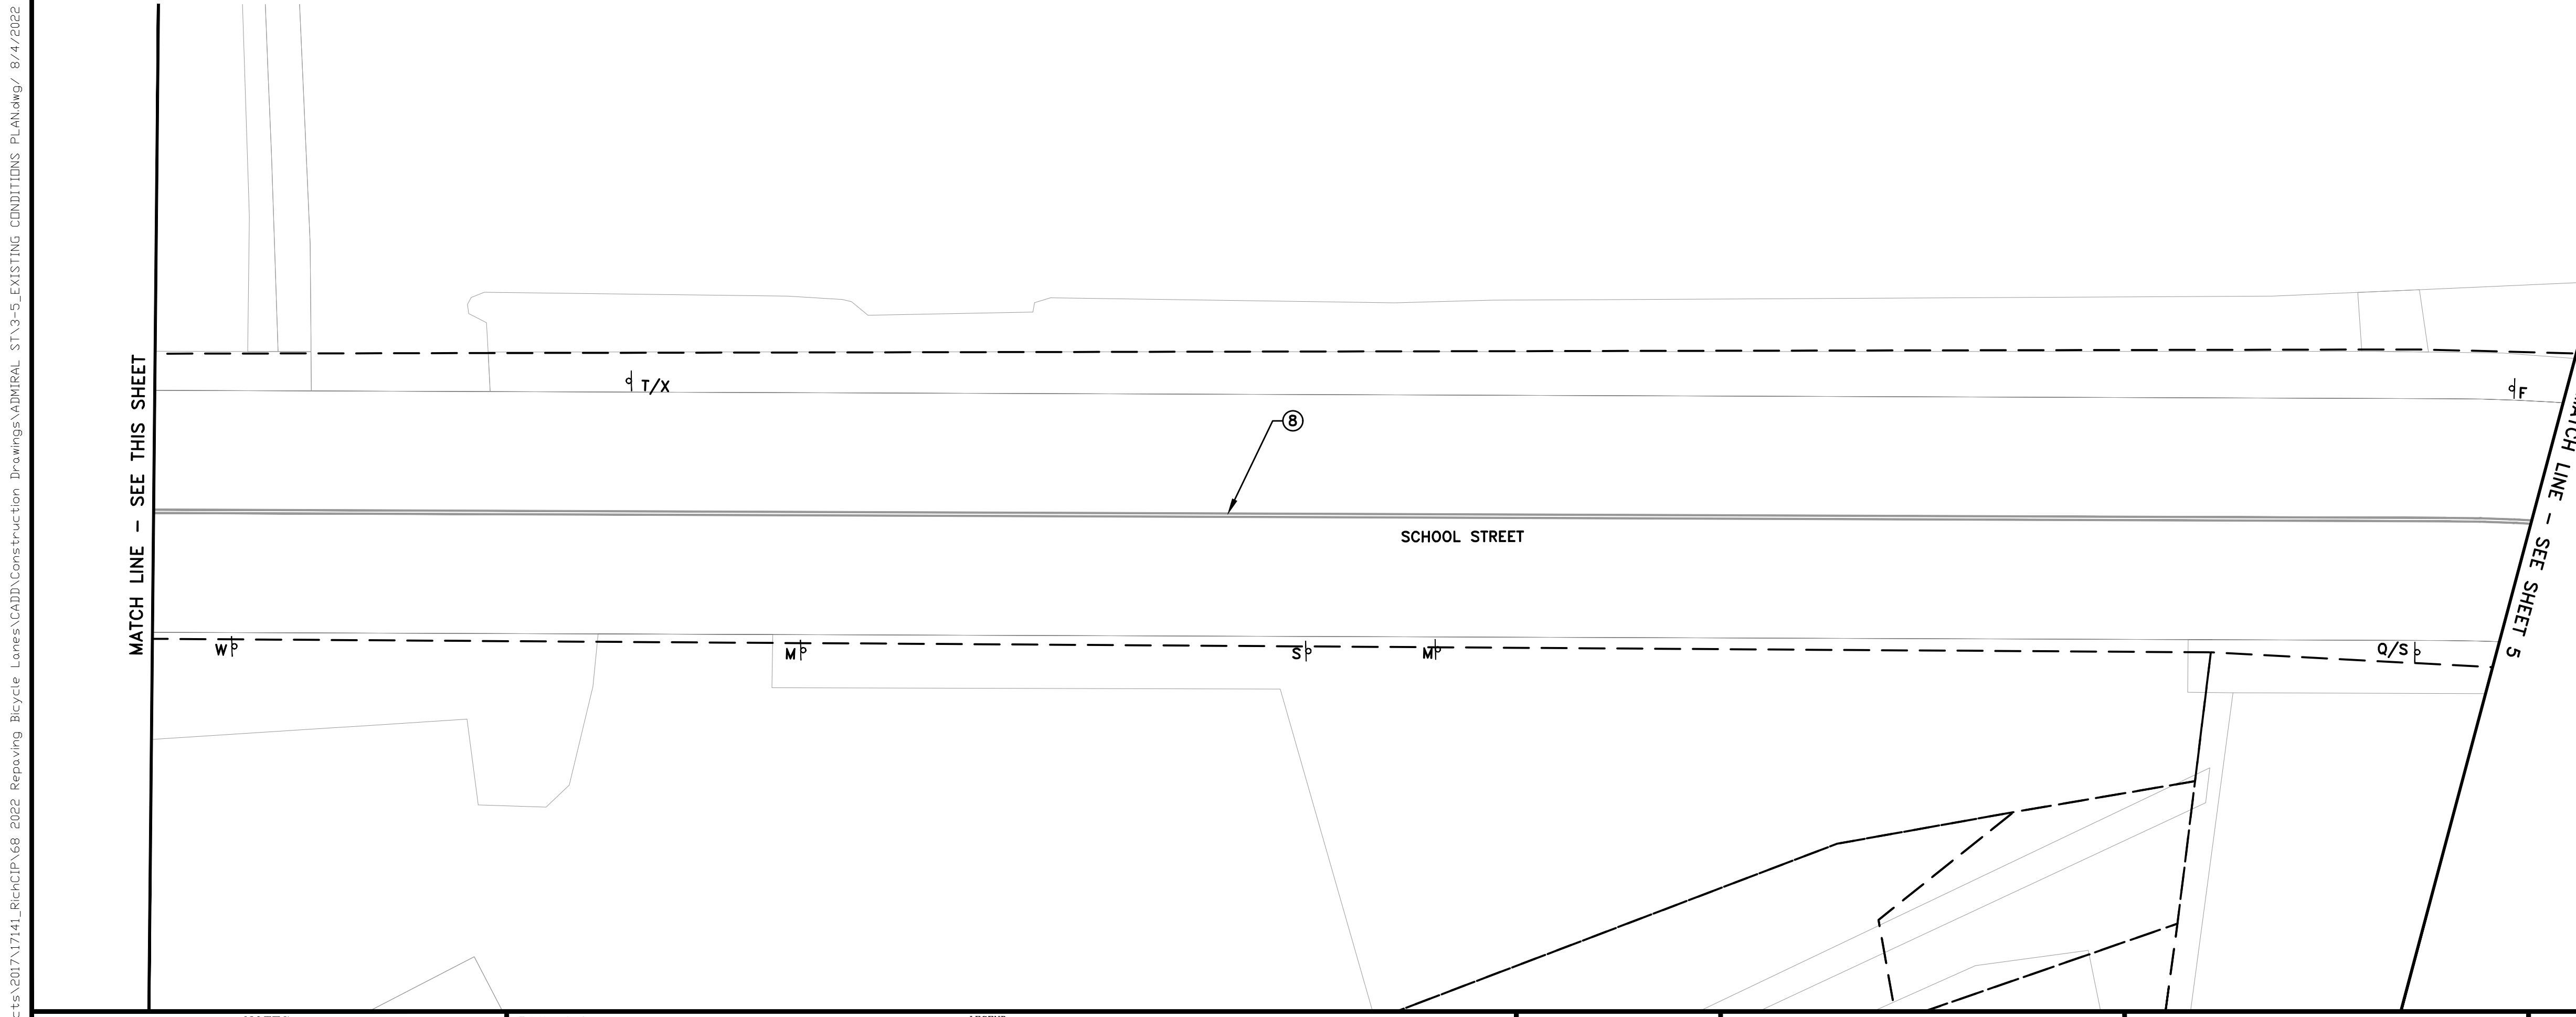 cts\2017\17141_RichCIP\68 2022 Repaving Bicycle Lanes\CADD\Construction Drawings\ADMIRAL ST\3-5_EXISTING CONDITIONS PLAN.dwg/ 8/4/2022
MATCH LINE - SEE THIS SHEET
T/X
F
8
SCHOOL STREET
MATCH LINE - SEE SHEET 5
W
M
S
M
Q/S